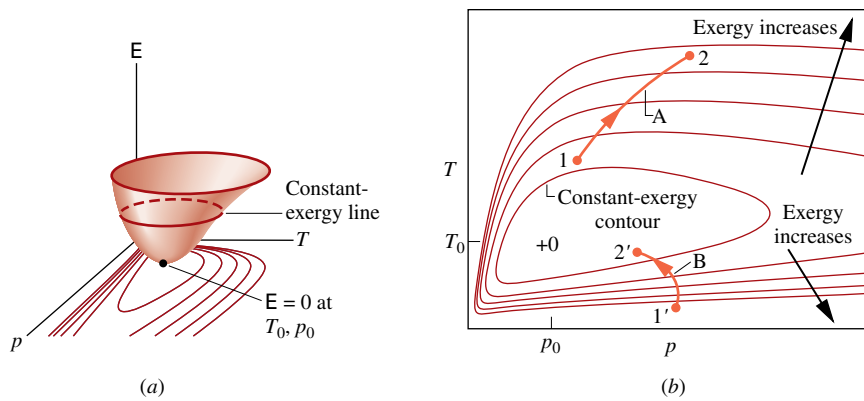 E
Constant-
exergy line
T
E = 0 at
T₀, p₀
p
(a)
Exergy increases
2
A
1
T
Constant-exergy
contour
Exergy
increases
T₀
+0
2′
B
1′
p₀
p
(b)